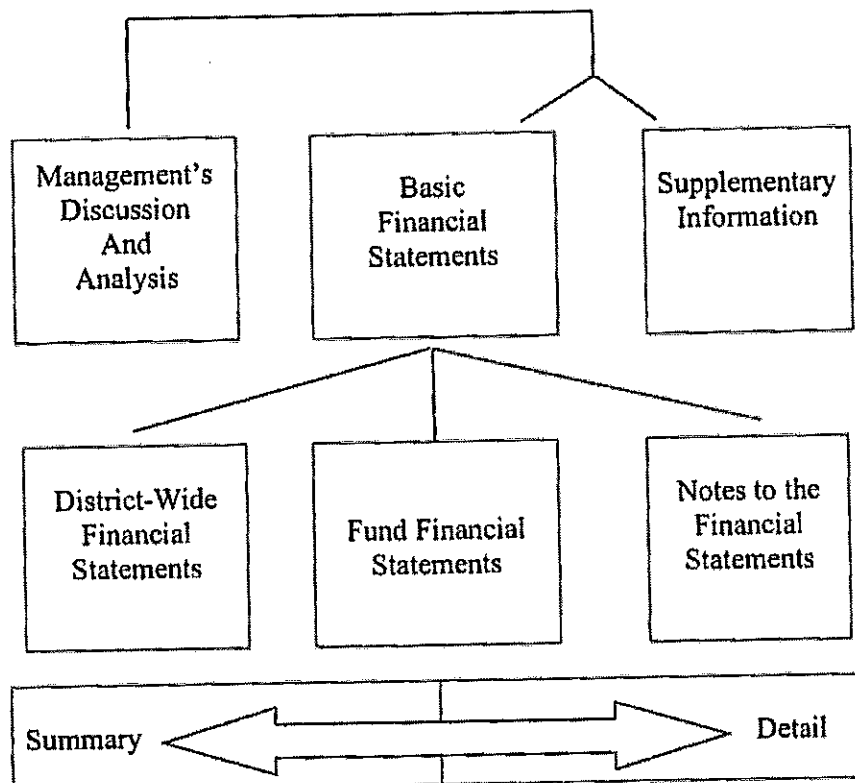 Management's
Discussion
And
Analysis
Basic
Financial
Statements
Supplementary
Information
District-Wide
Financial
Statements
Fund Financial
Statements
Notes to the
Financial
Statements
Summary
Detail